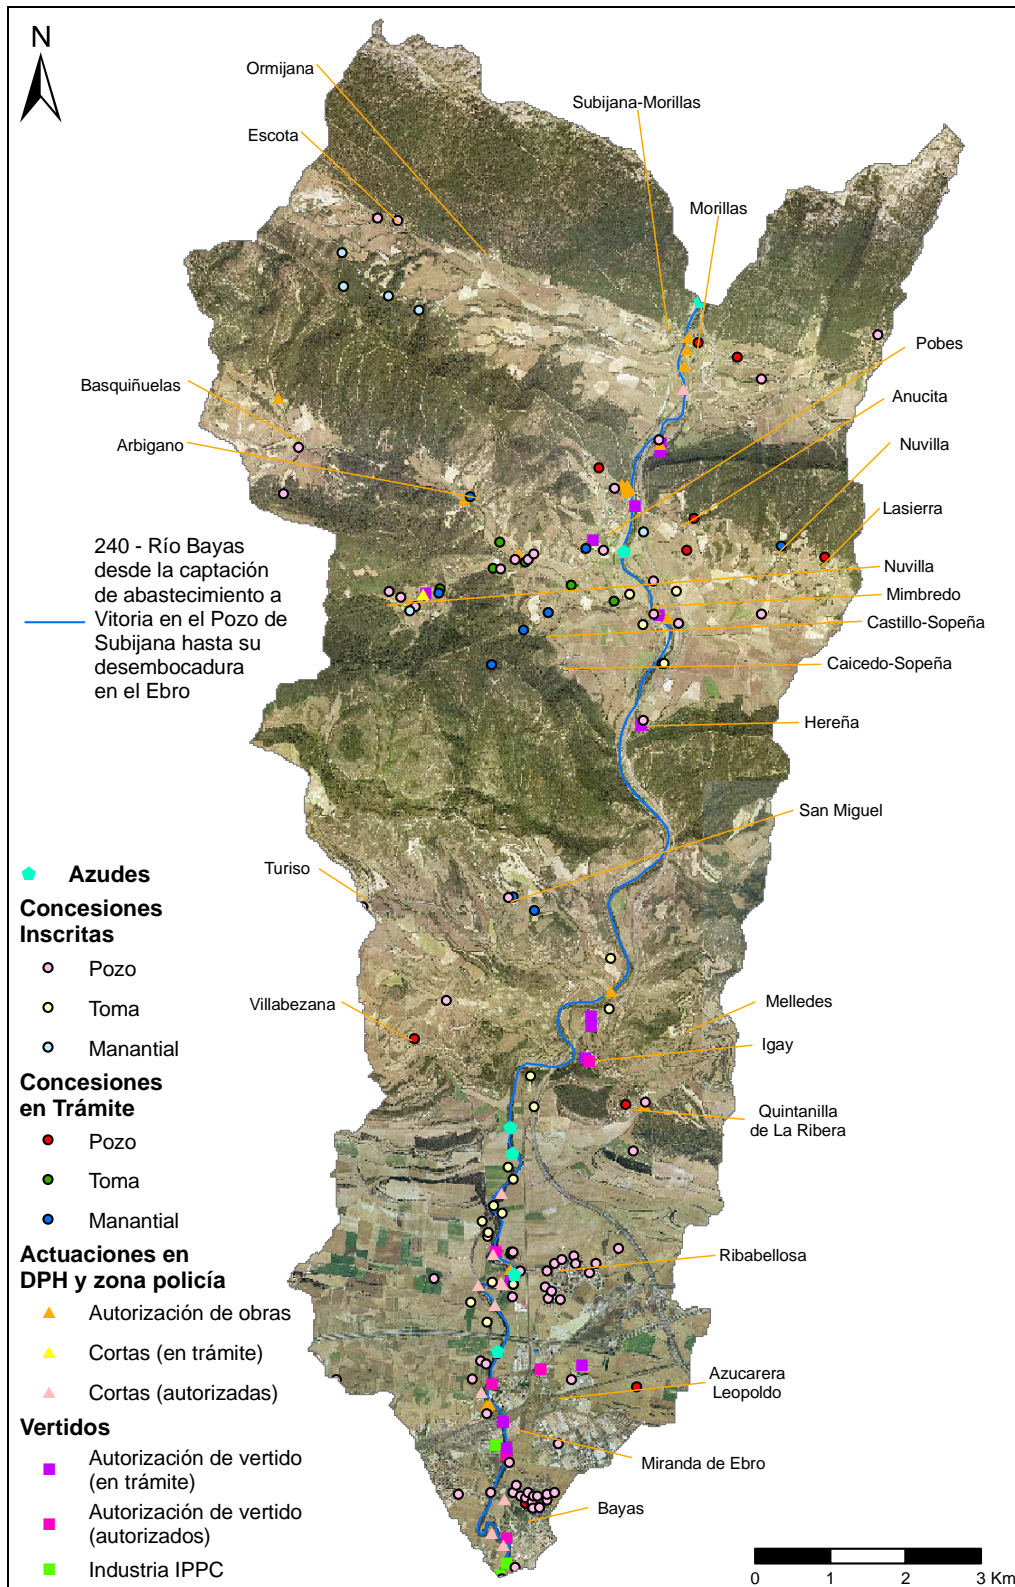 N
Ormijana
Subijana-Morillas
Escota
Morillas
Pobes
Basquiñuelas
Anucita
Arbigano
Nuvilla
Lasierra
240 - Río Bayas
desde la captación
de abastecimiento a
Vitoria en el Pozo de
Subijana hasta su
desembocadura
en el Ebro
Nuvilla
Mimbredo
Castillo-Sopeña
Caicedo-Sopeña
Hereña
San Miguel
Turiso
Villabezana
Melledes
Igay
Quintanilla
de La Ribera
Ribabellosa
Azucarera
Leopoldo
Miranda de Ebro
Bayas
Azudes
Concesiones
Inscritas
Pozo
Toma
Manantial
Concesiones
en Trámite
Pozo
Toma
Manantial
Actuaciones en
DPH y zona policía
Autorización de obras
Cortas (en trámite)
Cortas (autorizadas)
Vertidos
Autorización de vertido
(en trámite)
Autorización de vertido
(autorizados)
Industria IPPC
0 1 2 3 Km